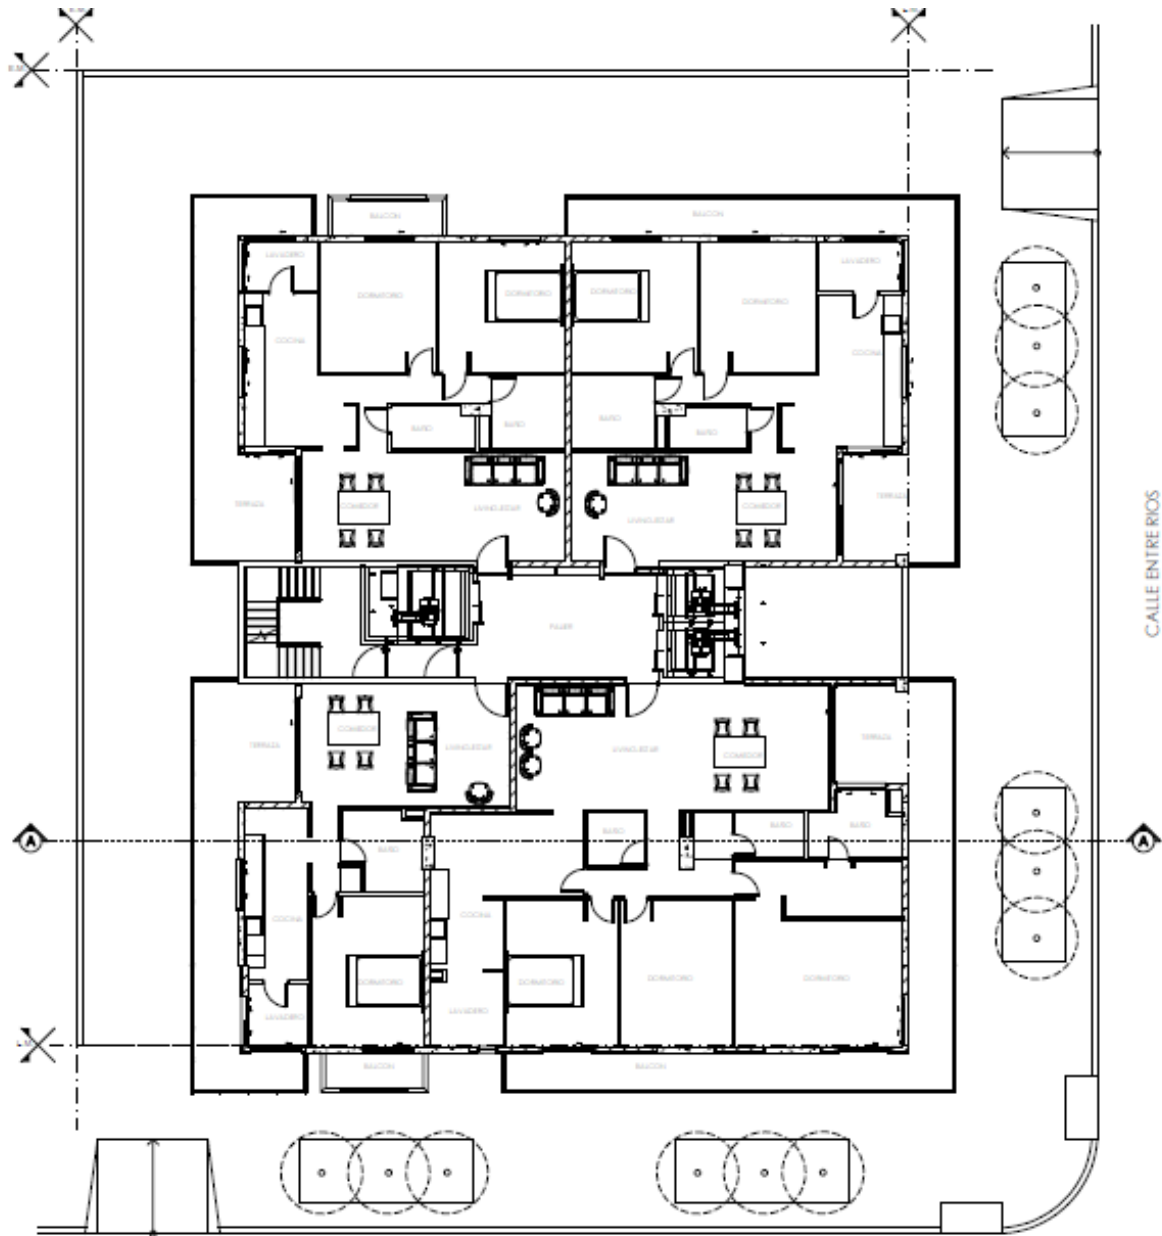 E.M.
E.M.
E.M.
BALCON
BALCON
LAVADERO
LAVADERO
DORMITORIO
DORMITORIO
DORMITORIO
DORMITORIO
COCINA
COCINA
BAÑO
BAÑO
BAÑO
BAÑO
TERRAZA
COMEDOR
LIVING/ESTAR
LIVING/ESTAR
COMEDOR
TERRAZA
CALLE ENTRE RIOS
PALIER
TERRAZA
COMEDOR
LIVING/ESTAR
LIVING/ESTAR
COMEDOR
TERRAZA
A
BAÑO
BAÑO
BAÑO
BAÑO
A
COCINA
COCINA
DORMITORIO
DORMITORIO
DORMITORIO
DORMITORIO
LAVADERO
LAVADERO
BALCON
BALCON